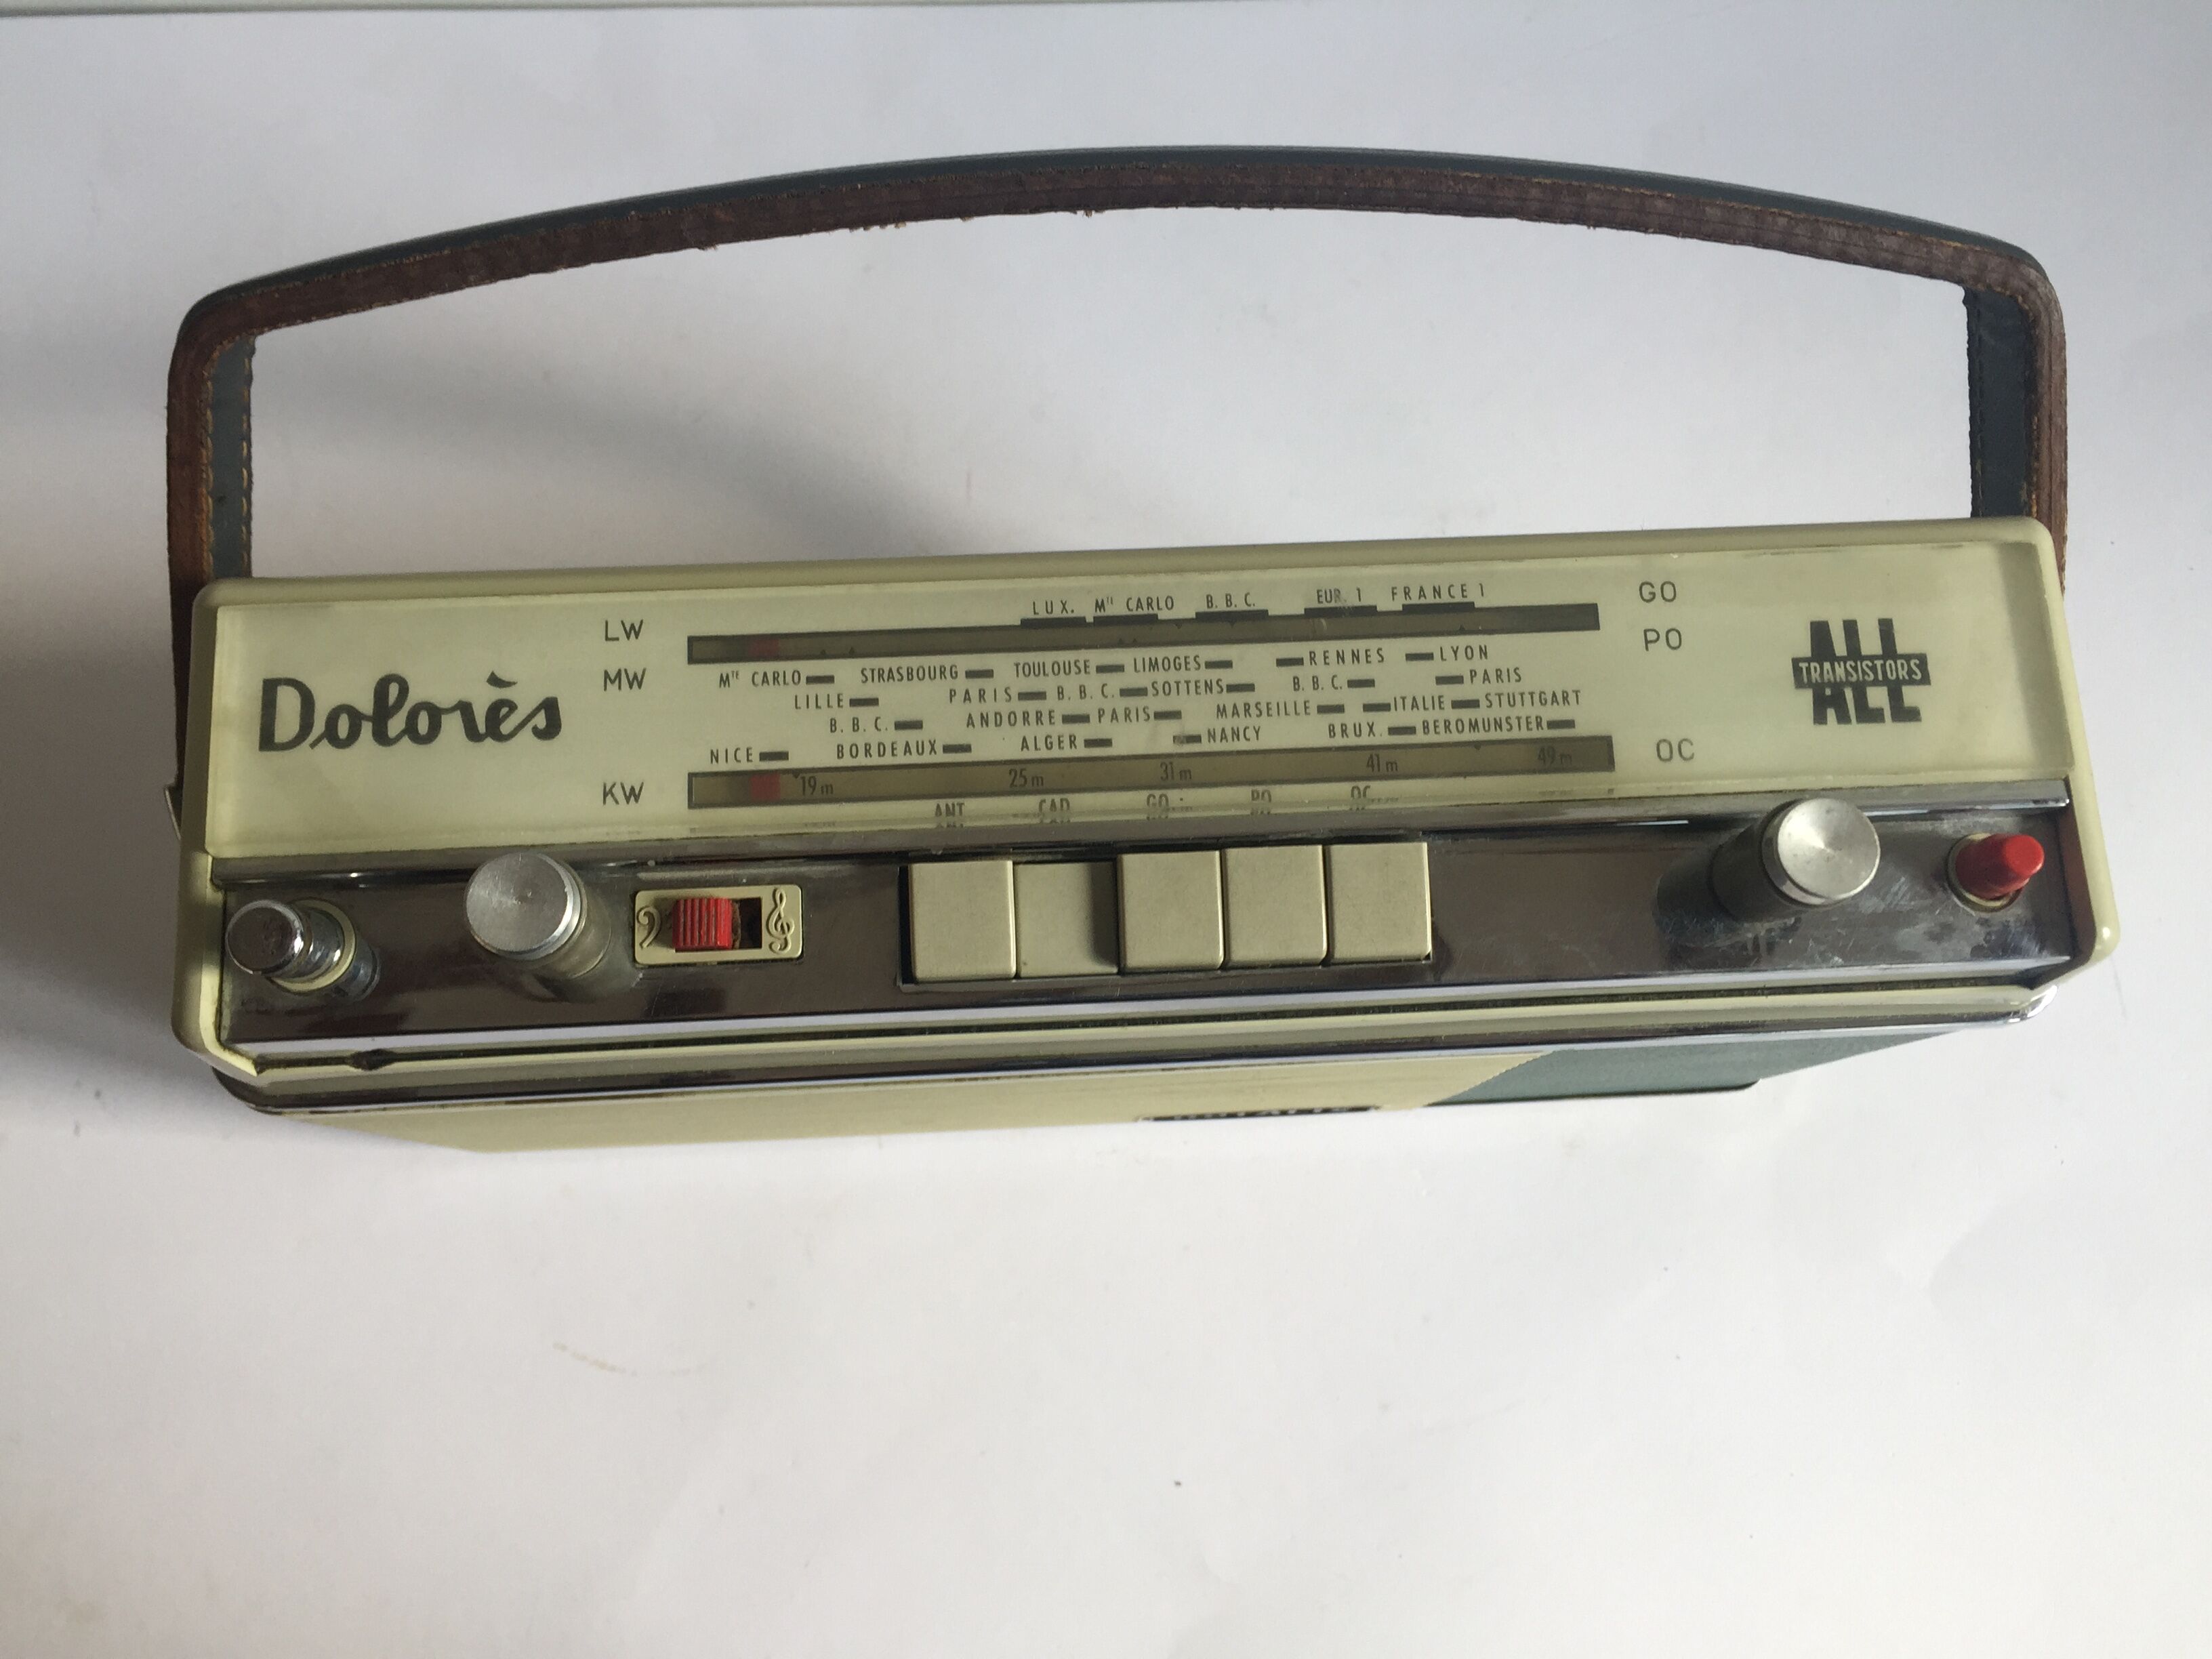 LUX. Mᵀᴱ CARLO B.B.C. EUR. 1 FRANCE 1
LW GO
MW PO
Mᵀᴱ CARLO STRASBOURG TOULOUSE LIMOGES RENNES LYON
LILLE PARIS B.B.C. SOTTENS B.B.C. PARIS
B.B.C. ANDORRE PARIS MARSEILLE ITALIE STUTTGART
NICE BORDEAUX ALGER NANCY BRUX. BEROMUNSTER
Dolorès
ALL
TRANSISTORS
ALL
KW 19m 25m 31m 41m 49m OC
ANT CAD GO PO OC